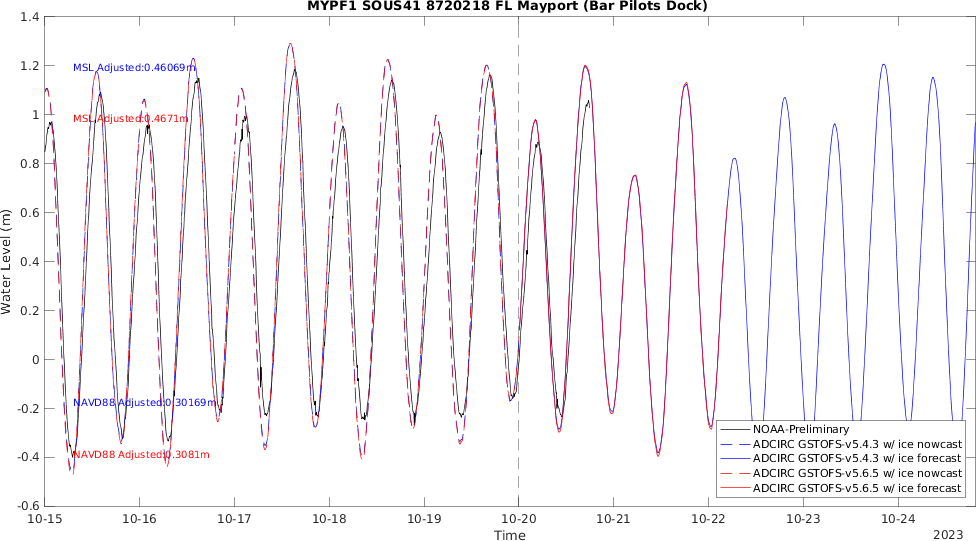 MYPF1 SOUS41 8720218 FL Mayport (Bar Pilots Dock)
1.4
1.2
1
0.8
0.6
0.4
0.2
0
-0.2
-0.4
-0.6
Water Level (m)
MSL Adjusted:0.46069m
MSL Adjusted:0.4671m
NAVD88 Adjusted:0.30169m
NAVD88 Adjusted:0.3081m
NOAA-Preliminary
ADCIRC GSTOFS-v5.4.3 w/ ice nowcast
ADCIRC GSTOFS-v5.4.3 w/ ice forecast
ADCIRC GSTOFS-v5.6.5 w/ ice nowcast
ADCIRC GSTOFS-v5.6.5 w/ ice forecast
10-15 10-16 10-17 10-18 10-19 10-20 10-21 10-22 10-23 10-24
Time
2023